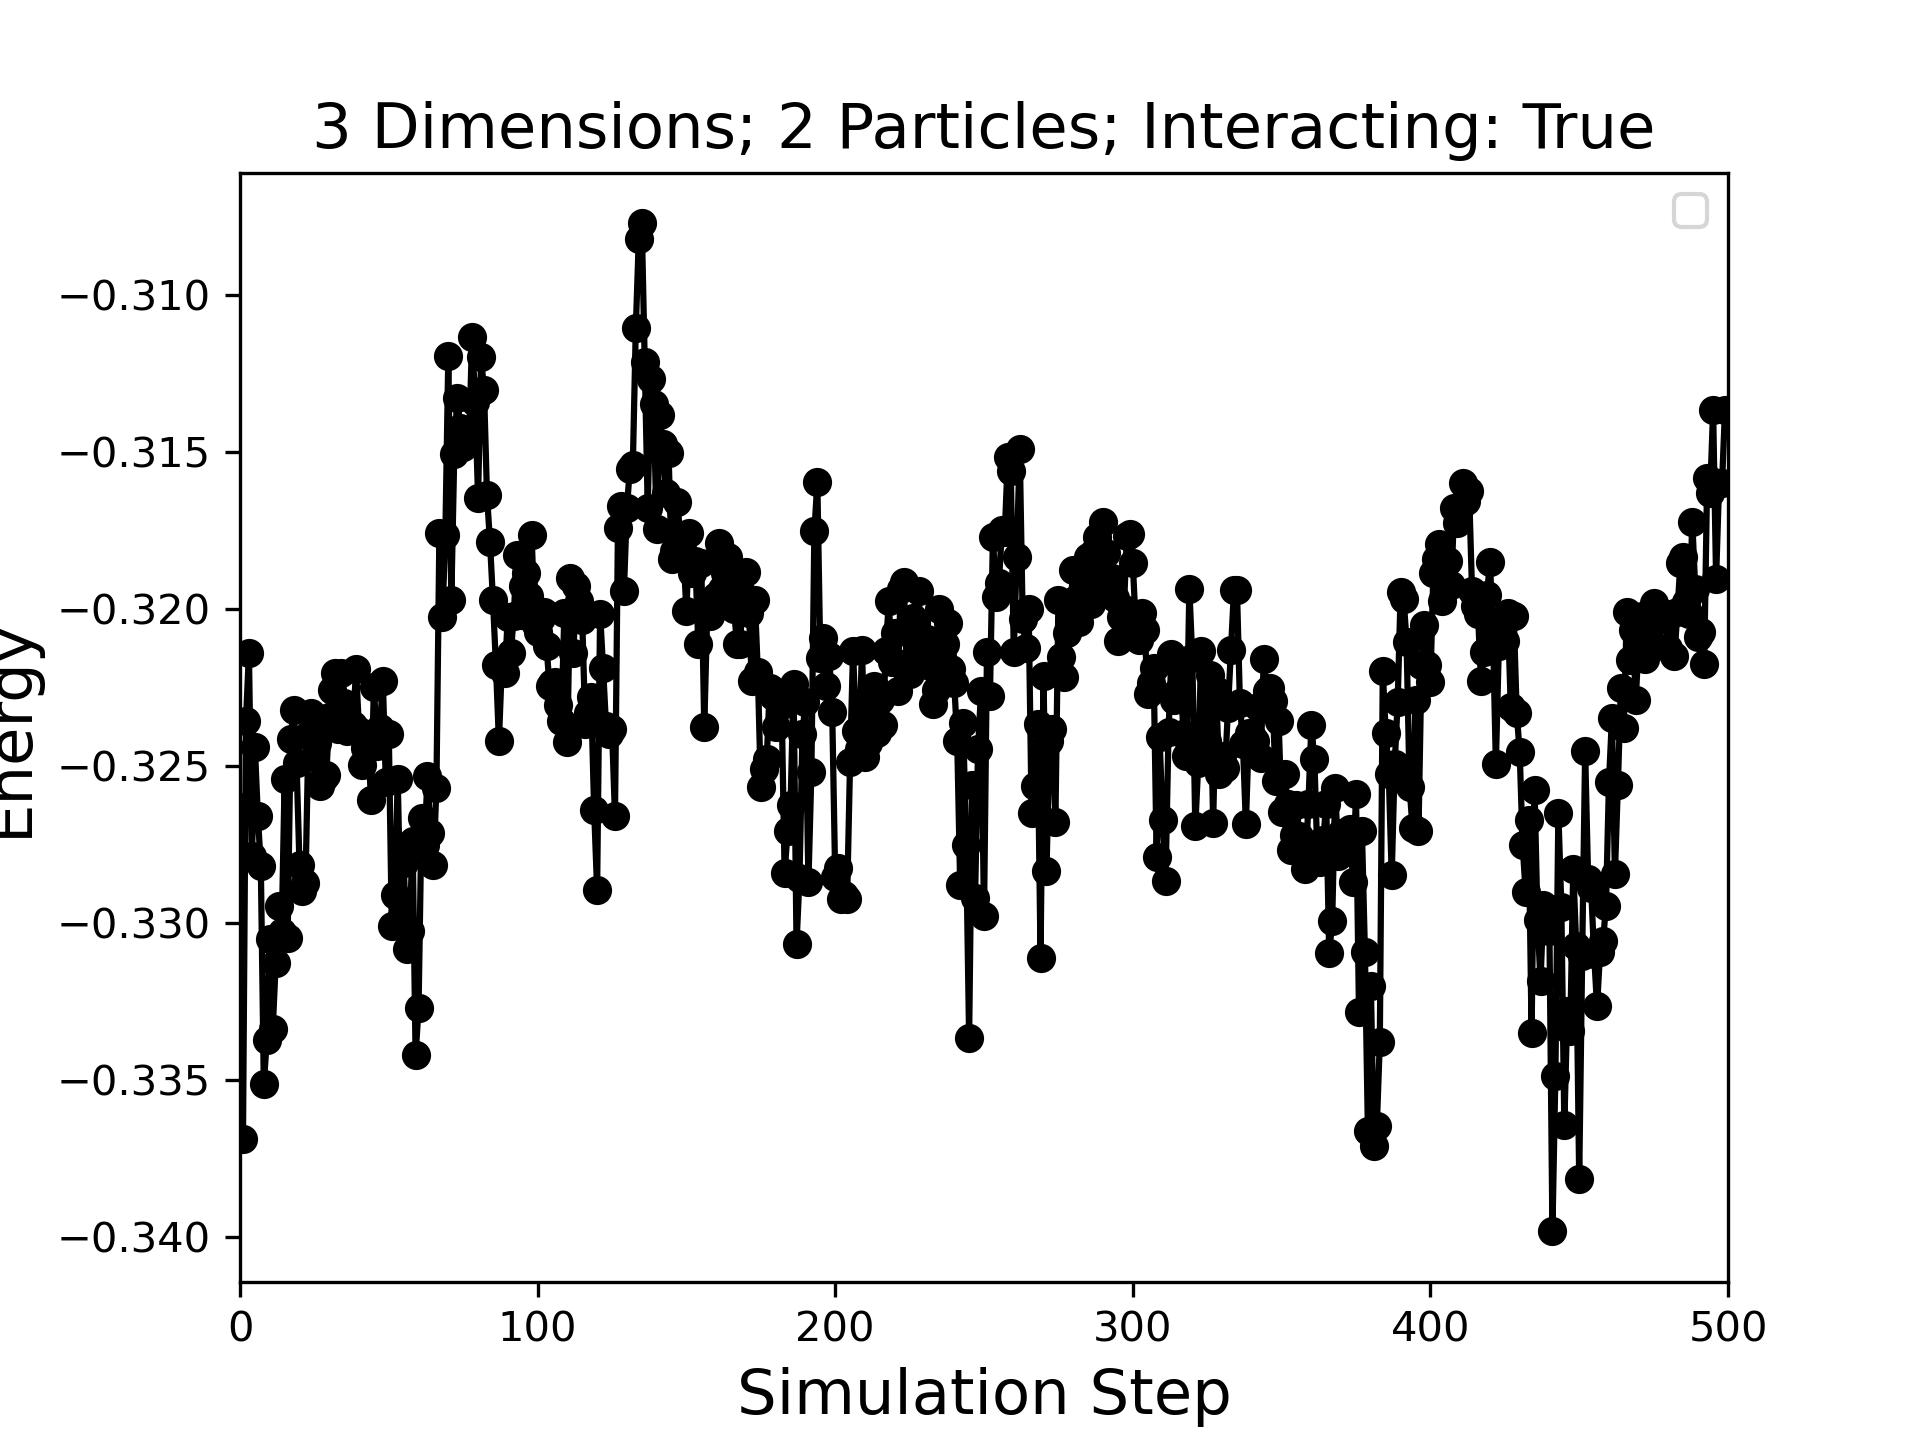 3 Dimensions; 2 Particles; Interacting: True
Energy
−0.310
−0.315
−0.320
−0.325
−0.330
−0.335
−0.340
0 100 200 300 400 500
Simulation Step